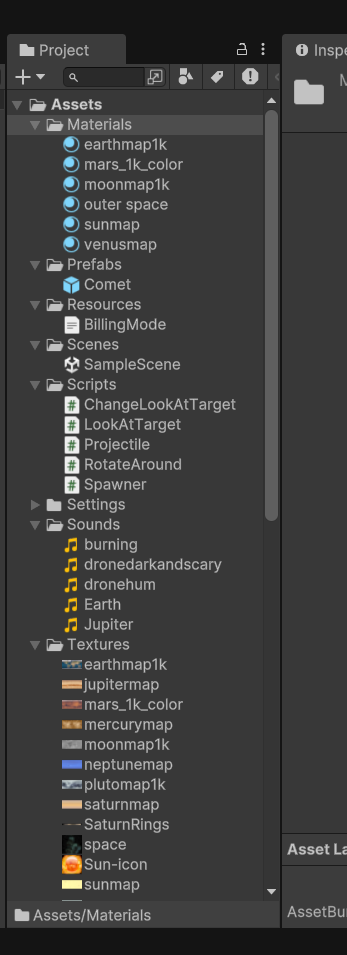 Project
Inspe
M
Assets
Materials
earthmap1k
mars_1k_color
moonmap1k
outer space
sunmap
venusmap
Prefabs
Comet
Resources
BillingMode
Scenes
SampleScene
Scripts
ChangeLookAtTarget
LookAtTarget
Projectile
RotateAround
Spawner
Settings
Sounds
burning
dronedarkandscary
dronehum
Earth
Jupiter
Textures
earthmap1k
jupitermap
mars_1k_color
mercurymap
moonmap1k
neptunemap
plutomap1k
saturnmap
SaturnRings
space
Sun-icon
sunmap
Asset La
Assets/Materials
AssetBu